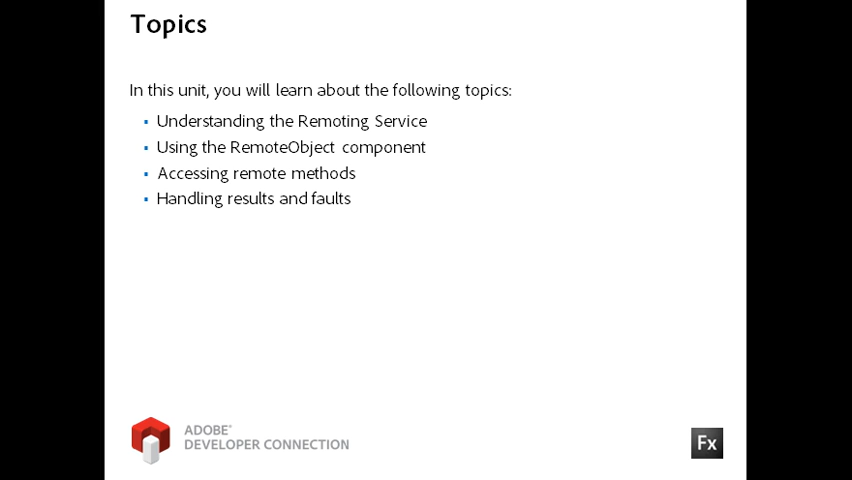 Topics
In this unit, you will learn about the following topics:
▪ Understanding the Remoting Service
▪ Using the RemoteObject component
▪ Accessing remote methods
▪ Handling results and faults
ADOBE®
DEVELOPER CONNECTION
Fx